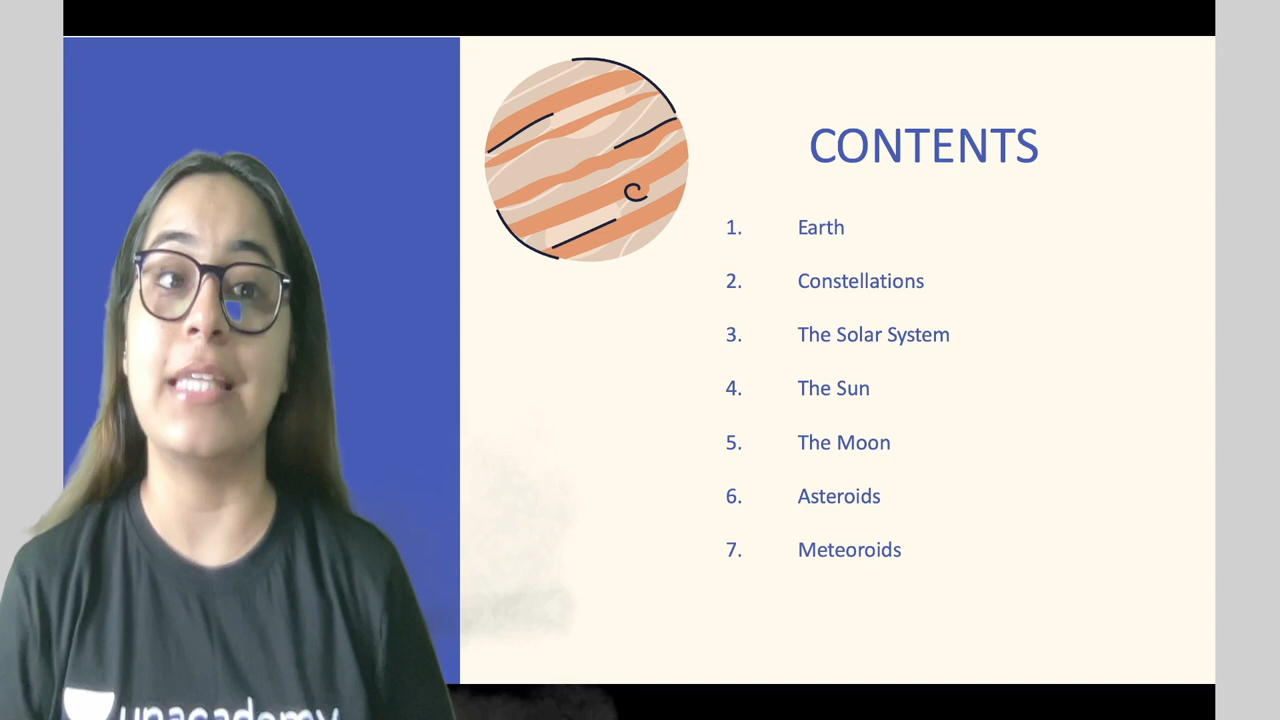 CONTENTS
1. Earth
2. Constellations
3. The Solar System
4. The Sun
5. The Moon
6. Asteroids
7. Meteoroids
unacademy